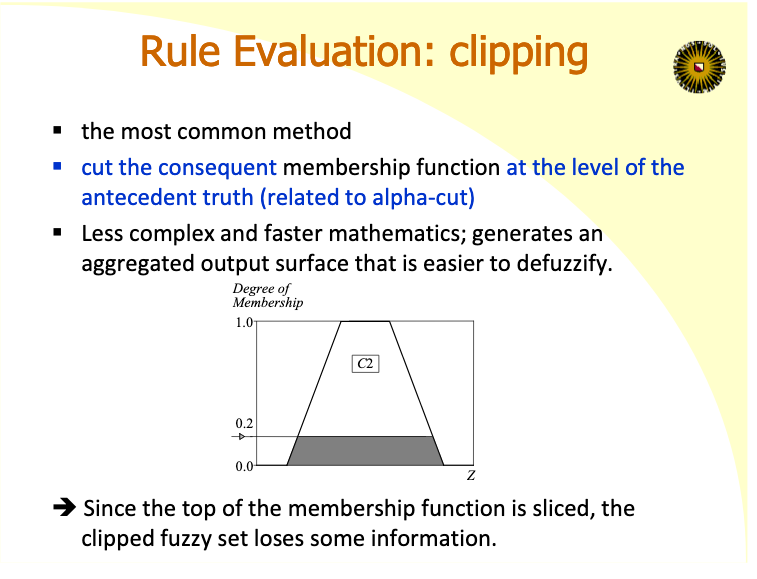 Rule Evaluation: clipping
▪ the most common method
▪ cut the consequent membership function at the level of the
antecedent truth (related to alpha-cut)
▪ Less complex and faster mathematics; generates an
aggregated output surface that is easier to defuzzify.
Degree of
Membership
1.0
C2
0.2
0.0
Z
➔ Since the top of the membership function is sliced, the
clipped fuzzy set loses some information.